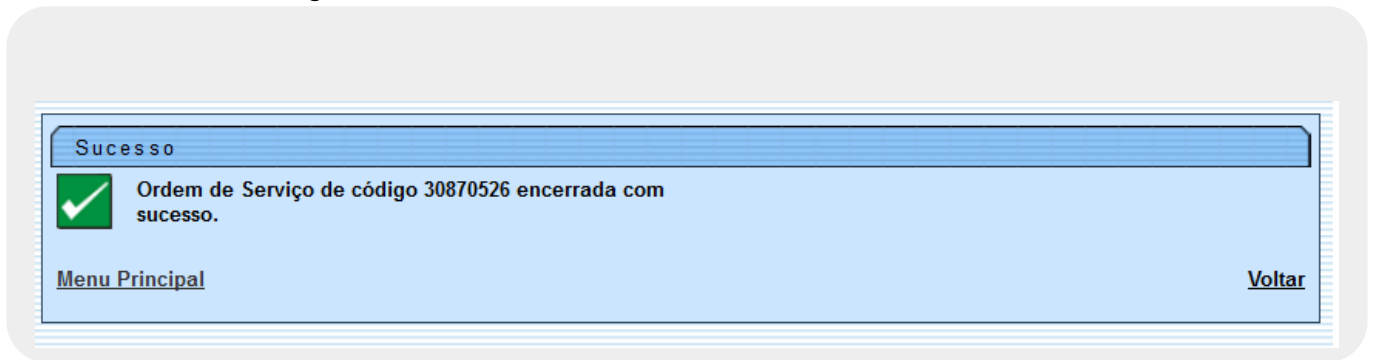 Sucesso
Ordem de Serviço de código 30870526 encerrada com
sucesso.
Menu Principal
Voltar